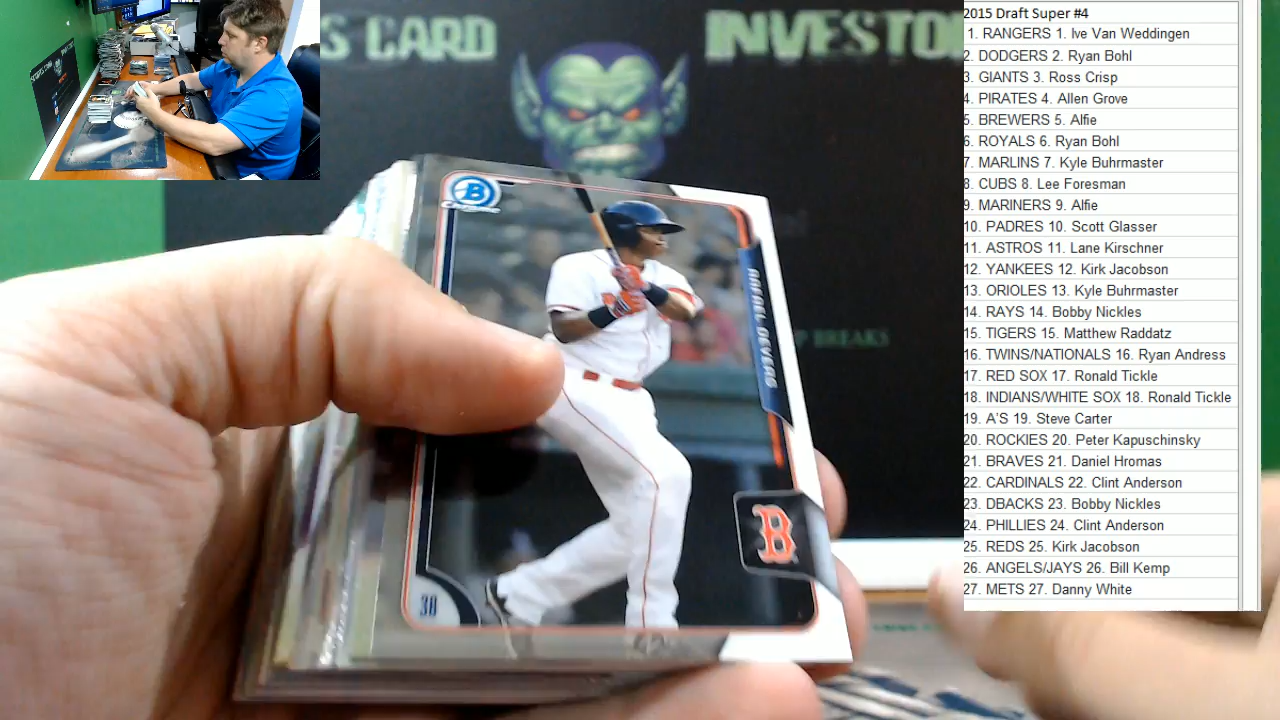 S CARD INVESTO
P BREAKS
B
CHROME
RAFAEL DEVERS
B
38
2015 Draft Super #4
1. RANGERS 1. Ive Van Weddingen
2. DODGERS 2. Ryan Bohl
3. GIANTS 3. Ross Crisp
4. PIRATES 4. Allen Grove
5. BREWERS 5. Alfie
6. ROYALS 6. Ryan Bohl
7. MARLINS 7. Kyle Buhrmaster
8. CUBS 8. Lee Foresman
9. MARINERS 9. Alfie
10. PADRES 10. Scott Glasser
11. ASTROS 11. Lane Kirschner
12. YANKEES 12. Kirk Jacobson
13. ORIOLES 13. Kyle Buhrmaster
14. RAYS 14. Bobby Nickles
15. TIGERS 15. Matthew Raddatz
16. TWINS/NATIONALS 16. Ryan Andress
17. RED SOX 17. Ronald Tickle
18. INDIANS/WHITE SOX 18. Ronald Tickle
19. A'S 19. Steve Carter
20. ROCKIES 20. Peter Kapuschinsky
21. BRAVES 21. Daniel Hromas
22. CARDINALS 22. Clint Anderson
23. DBACKS 23. Bobby Nickles
24. PHILLIES 24. Clint Anderson
25. REDS 25. Kirk Jacobson
26. ANGELS/JAYS 26. Bill Kemp
27. METS 27. Danny White